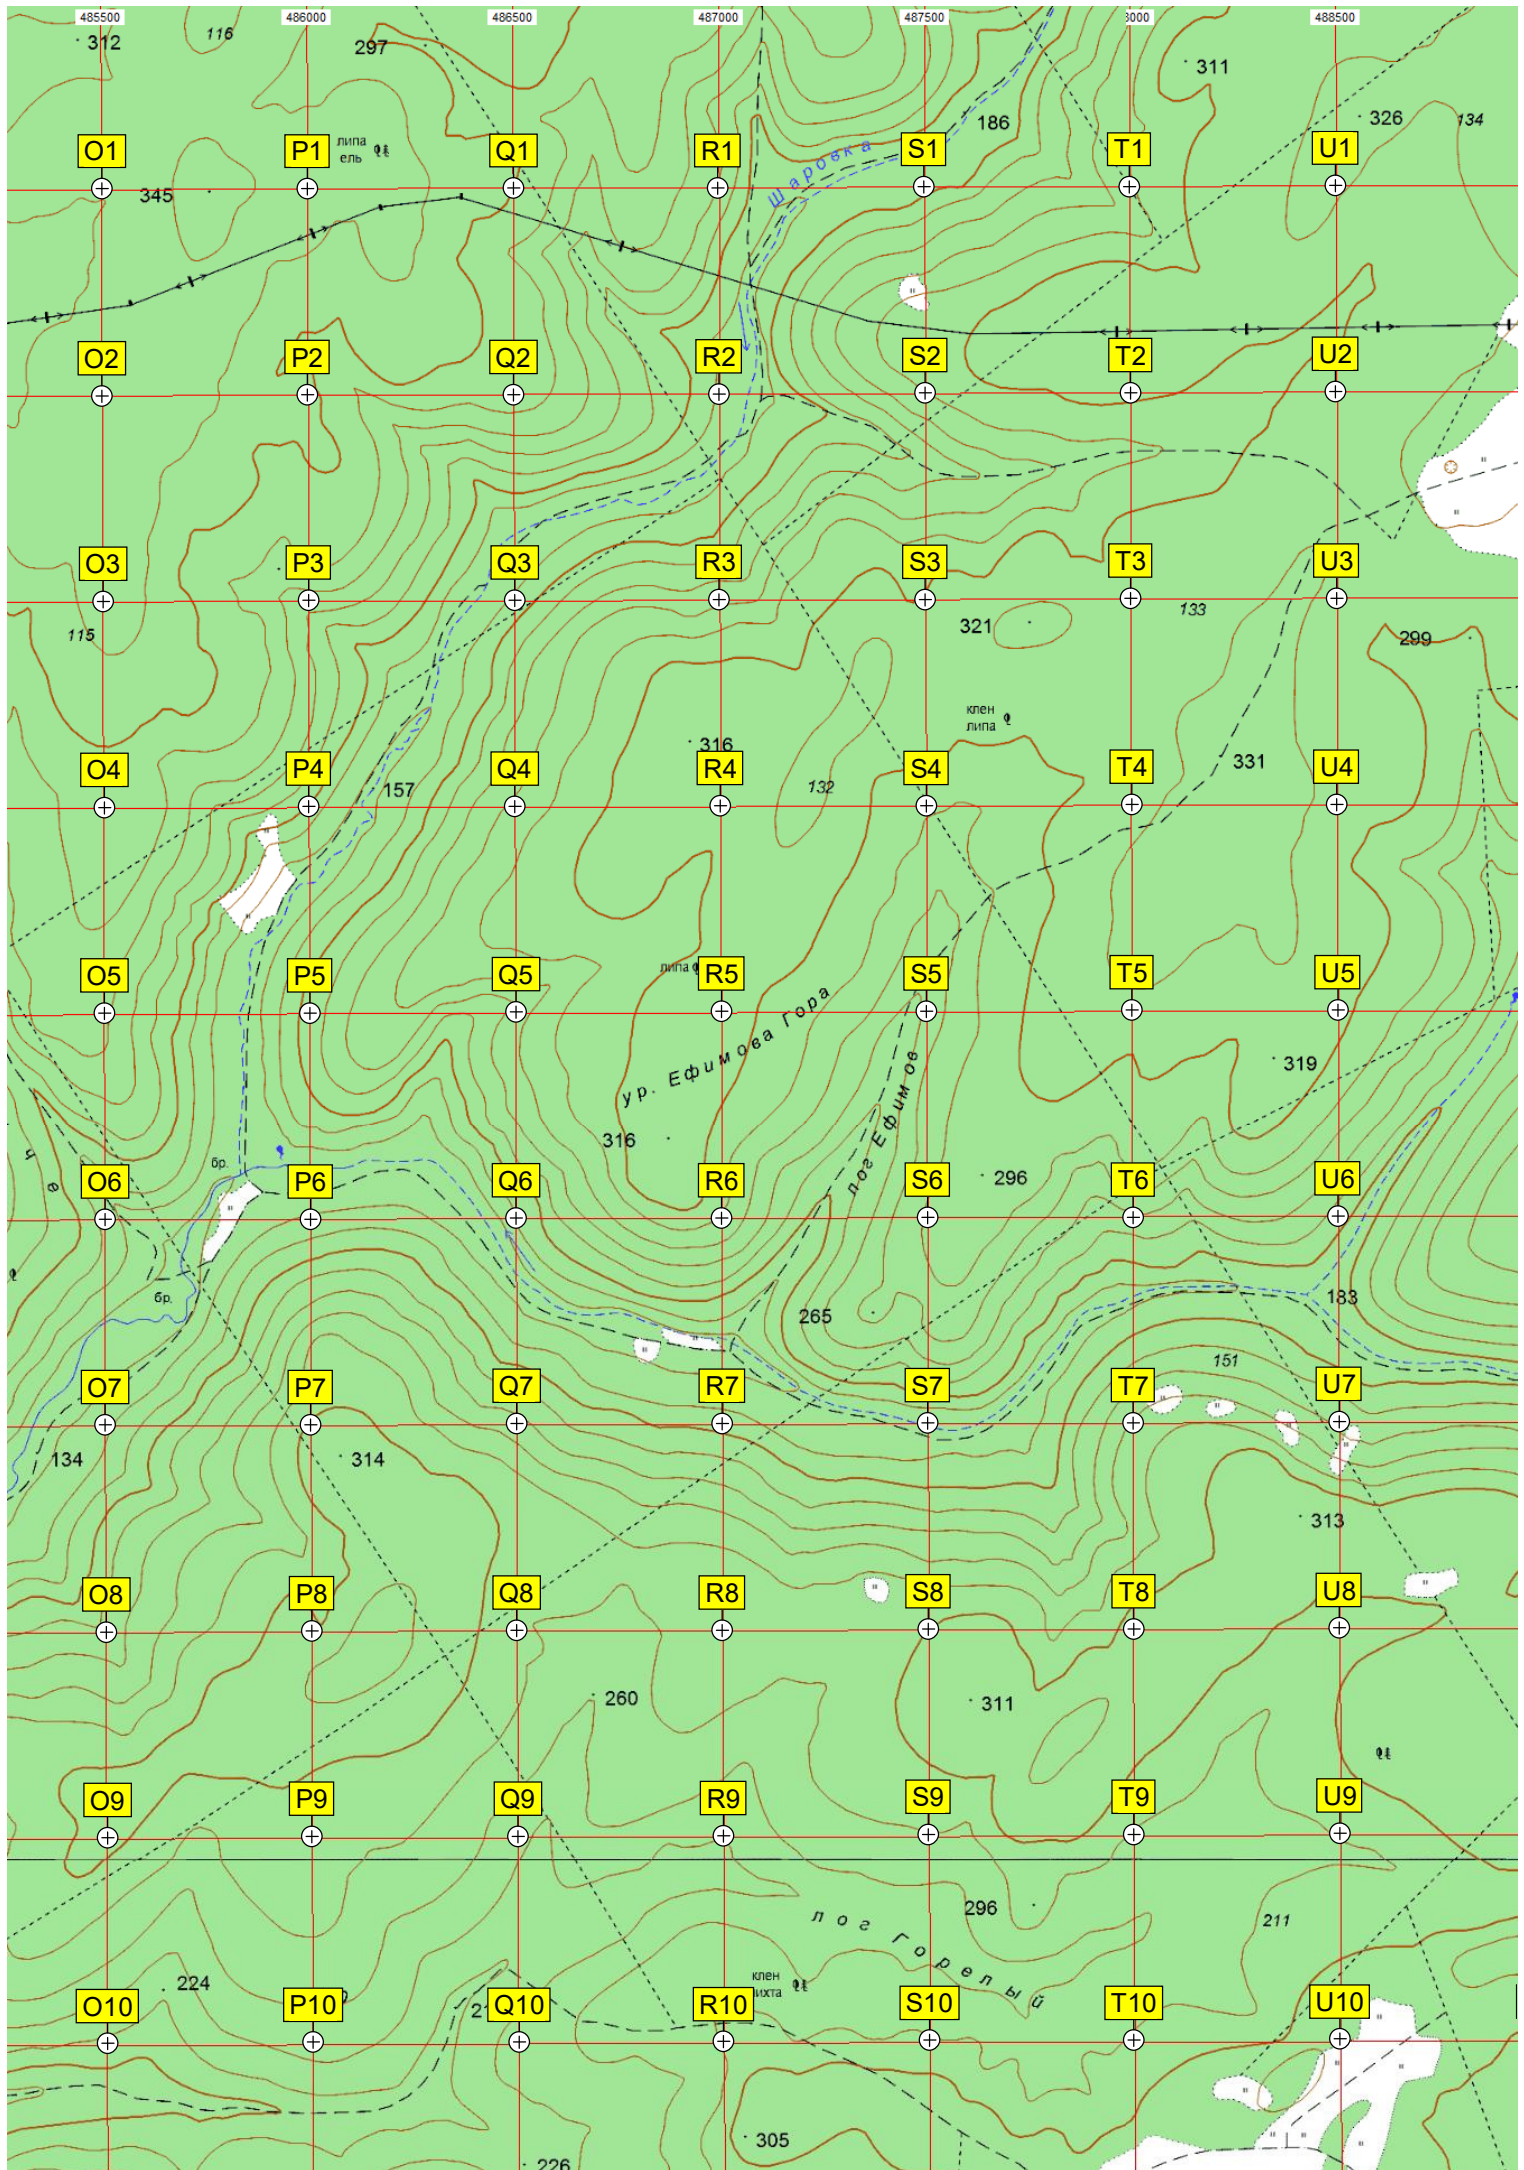 485500 486000 486500 487000 487500 488500
312 116 297
311
186 326 134
липа
ель
O1 P1 Q1 R1 Шаровка S1 T1 U1
345
O2 P2 Q2 R2 S2 T2 U2
O3 P3 Q3 R3 S3 T3 U3
115 321 133 299
клен
липа
316 331
O4 P4 Q4 R4 S4 T4 U4
157 132
липа
O5 P5 Q5 R5 S5 T5 U5
ур. Ефимова Гора
лог Ефимов
319
316
бр.
296
O6 P6 Q6 R6 S6 T6 U6
бр.
265 183
151
O7 P7 Q7 R7 S7 T7 U7
134 314
313
O8 P8 Q8 R8 S8 T8 U8
260 311
O9 P9 Q9 R9 S9 T9 U9
лог Горелый
296 211
224
клен
O10 P10 Q10 R10 S10 T10 U10
305
226